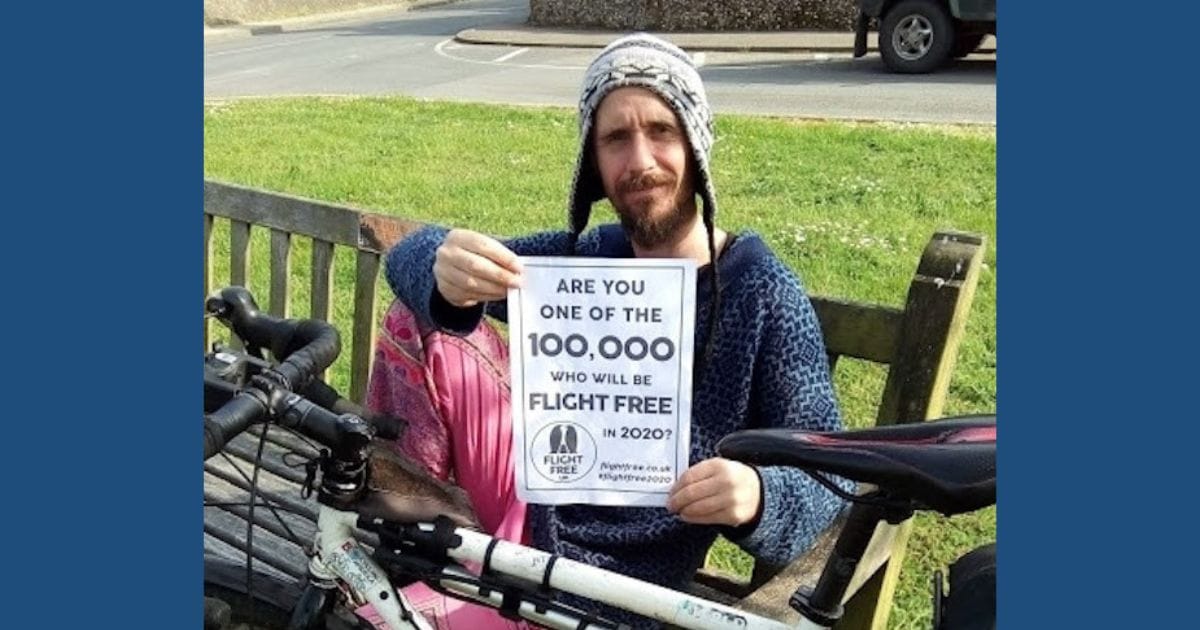 ARE YOU
ONE OF THE
100,000
WHO WILL BE
FLIGHT FREE
IN 2020?
FLIGHT
FREE
UK
flightfree.co.uk
#flightfree2020